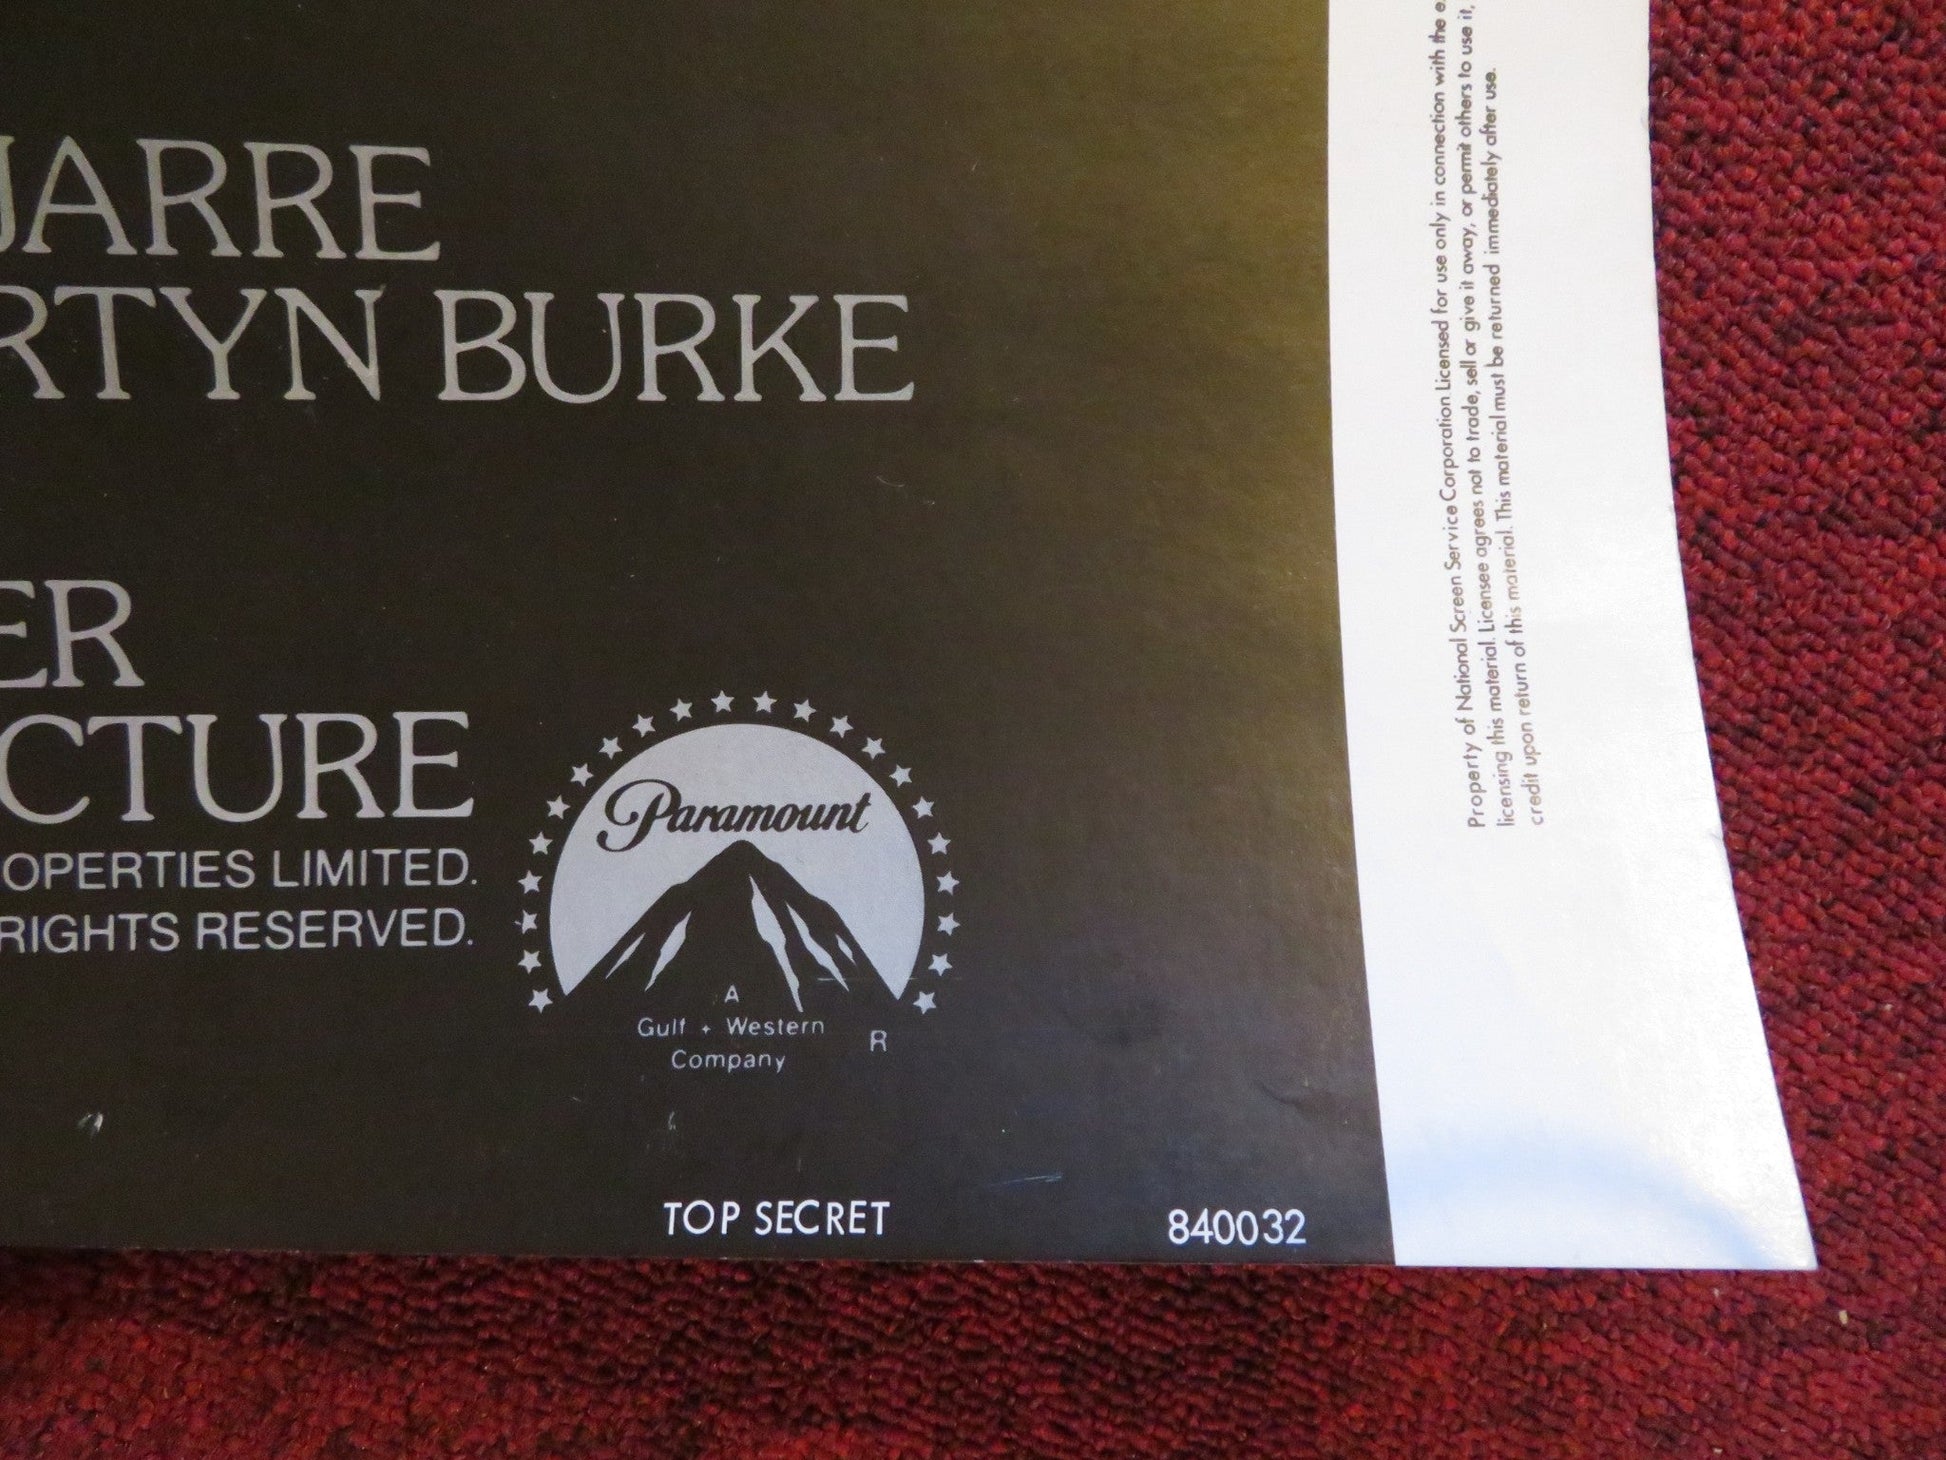 JARRE
RTYN BURKE
ER
CTURE
OPERTIES LIMITED.
RIGHTS RESERVED.
Paramount
A
Gulf + Western
Company
R
TOP SECRET
840032
Property of National Screen Service Corporation Licensed for use only in connection with the
licensing this material. Licensee agrees not to trade, sell or give it away, or permit others to use it,
credit upon return of this material. This material must be returned immediately after use.